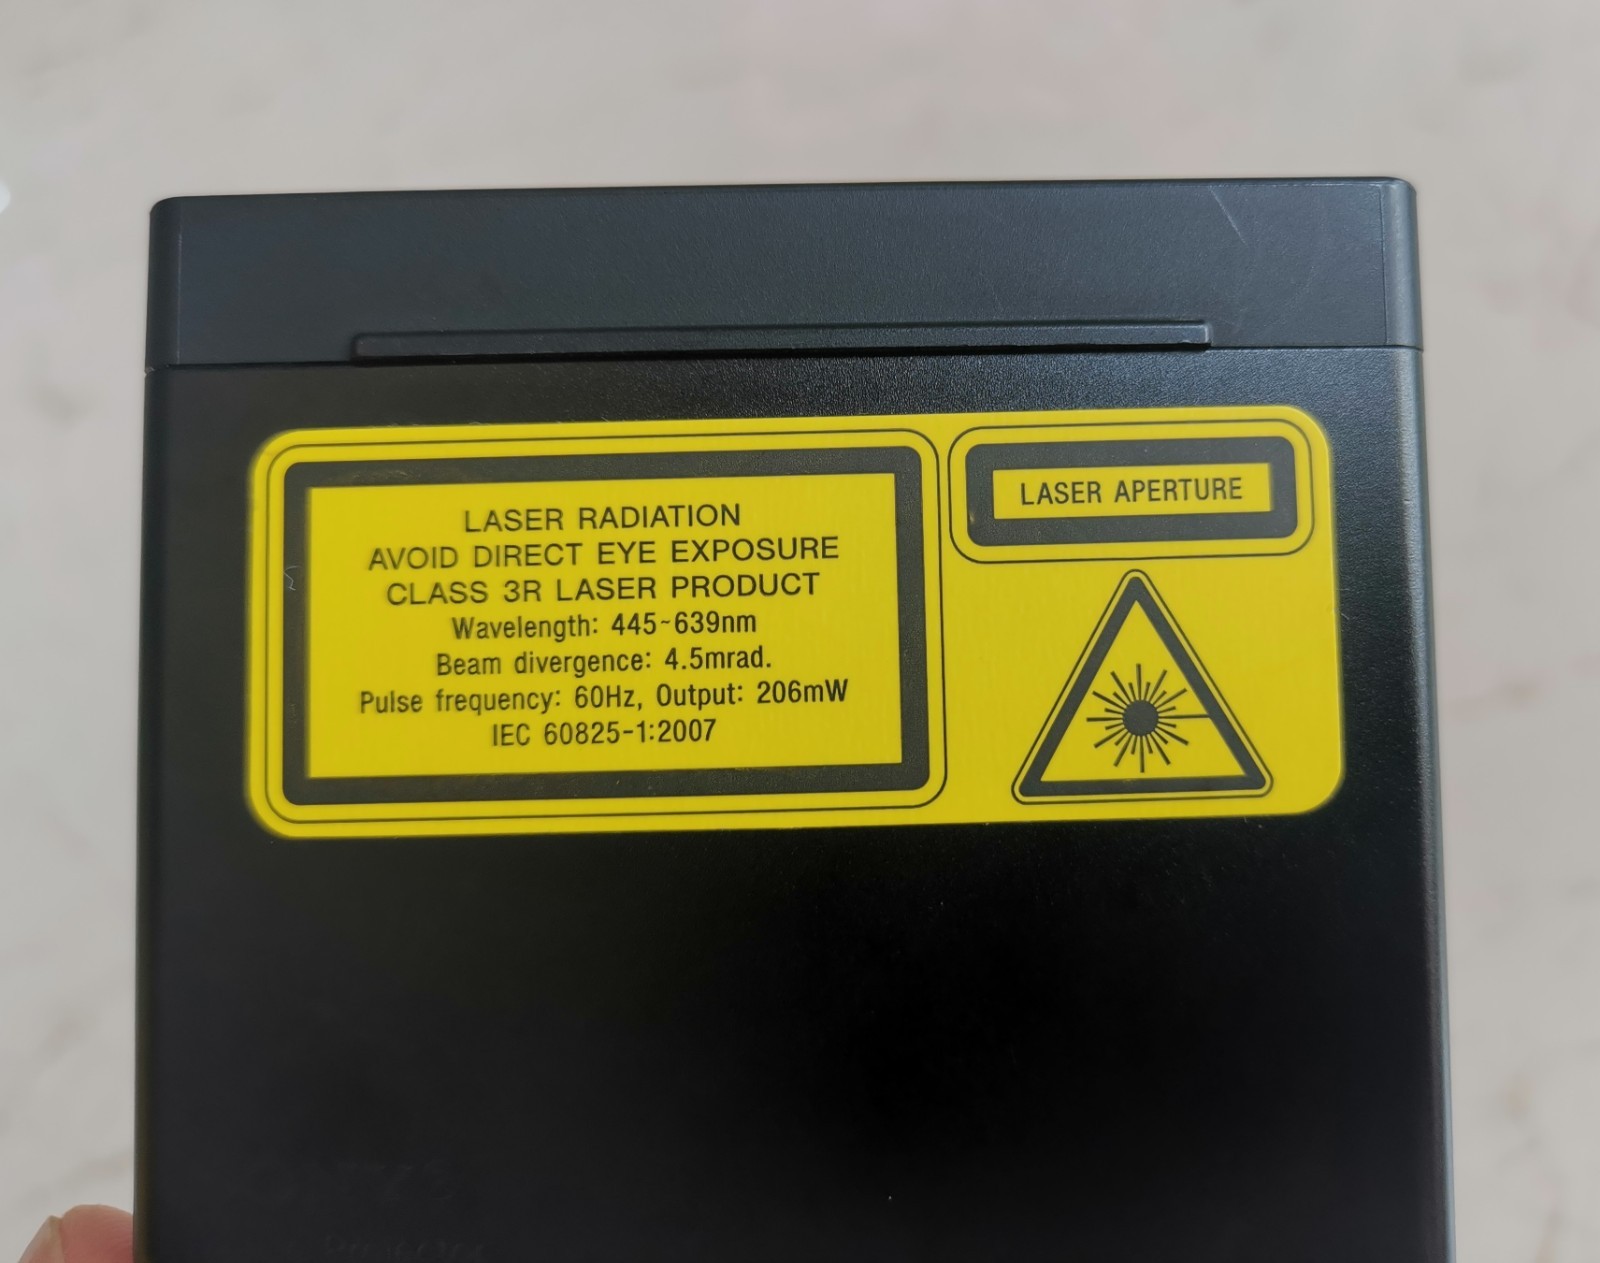 LASER RADIATION
AVOID DIRECT EYE EXPOSURE
CLASS 3R LASER PRODUCT
Wavelength: 445~639nm
Beam divergence: 4.5mrad.
Pulse frequency: 60Hz, Output: 206mW
IEC 60825-1:2007
LASER APERTURE